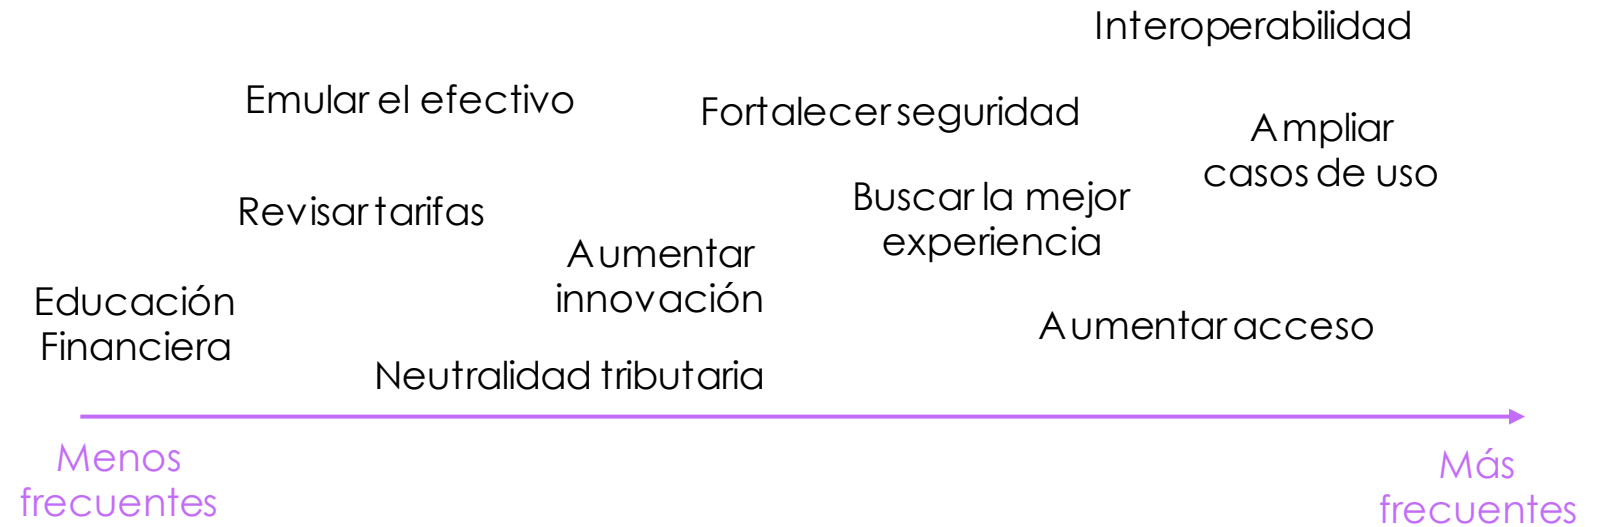 Interoperabilidad
Emular el efectivo
Fortalecer seguridad
Ampliar
casos de uso
Revisar tarifas
Buscar la mejor
experiencia
Aumentar
innovación
Educación
Financiera
Aumentar acceso
Neutralidad tributaria
Menos
frecuentes
Más
frecuentes